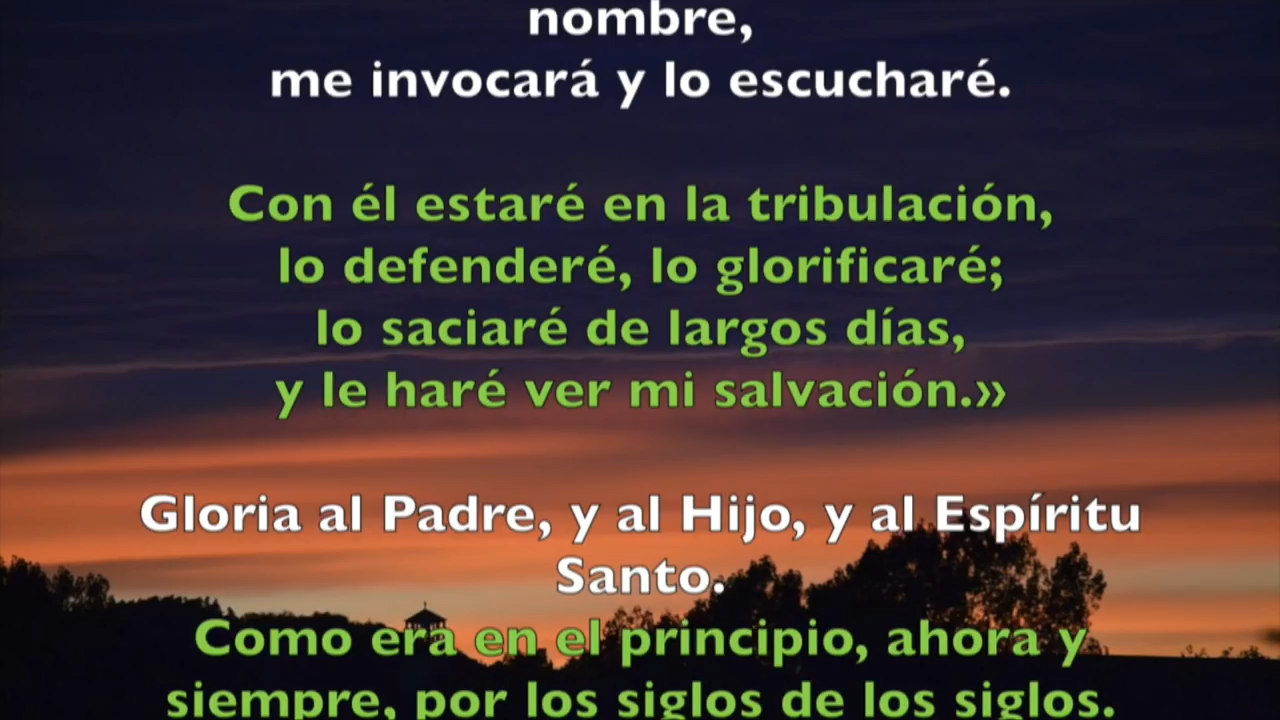 nombre,
me invocará y lo escucharé.
Con él estaré en la tribulación,
lo defenderé, lo glorificaré;
lo saciaré de largos días,
y le haré ver mi salvación.»
Gloria al Padre, y al Hijo, y al Espíritu
Santo.
Como era en el principio, ahora y
siempre, por los siglos de los siglos.